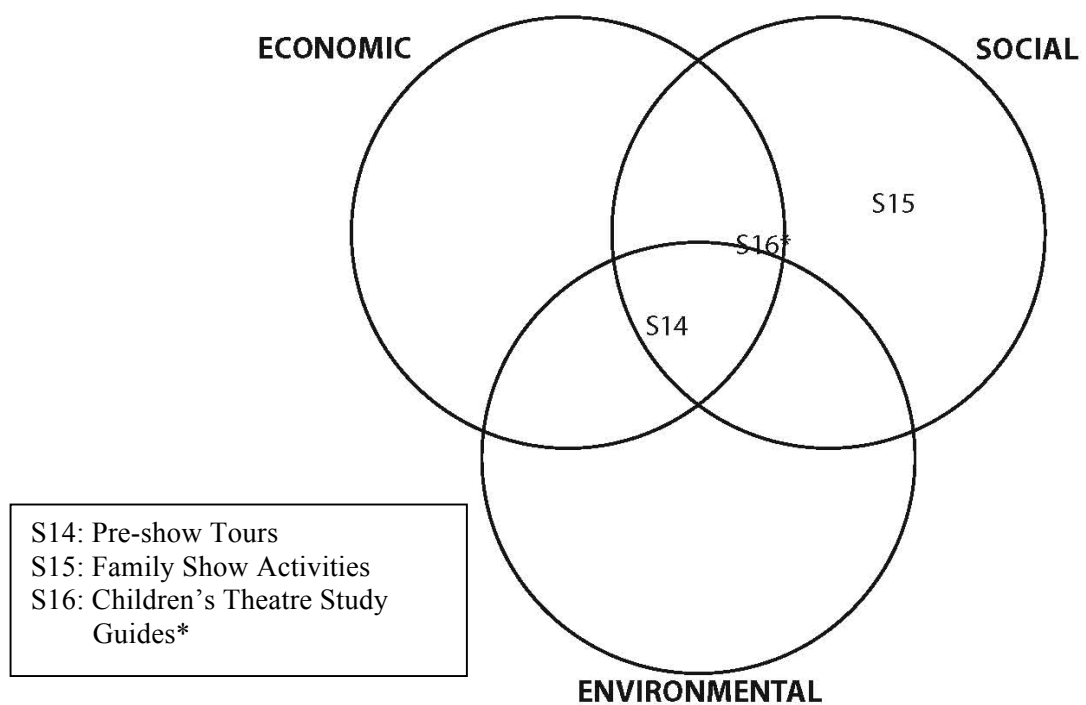 ECONOMIC
SOCIAL
S15
S16*
S14
S14: Pre-show Tours
S15: Family Show Activities
S16: Children’s Theatre Study
Guides*
ENVIRONMENTAL